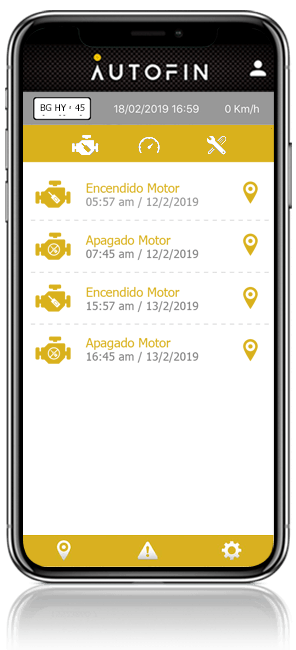 AUTOFIN
BG HY 45
18/02/2019 16:59
0 Km/h
Encendido Motor
05:57 am / 12/2/2019
Apagado Motor
07:45 am / 12/2/2019
Encendido Motor
15:57 am / 13/2/2019
Apagado Motor
16:45 am / 13/2/2019